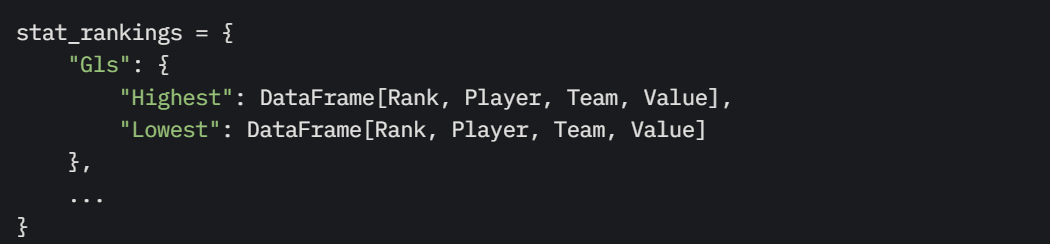 stat_rankings = {
    "Gls": {
        "Highest": DataFrame[Rank, Player, Team, Value],
        "Lowest": DataFrame[Rank, Player, Team, Value]
    },
    ...
}